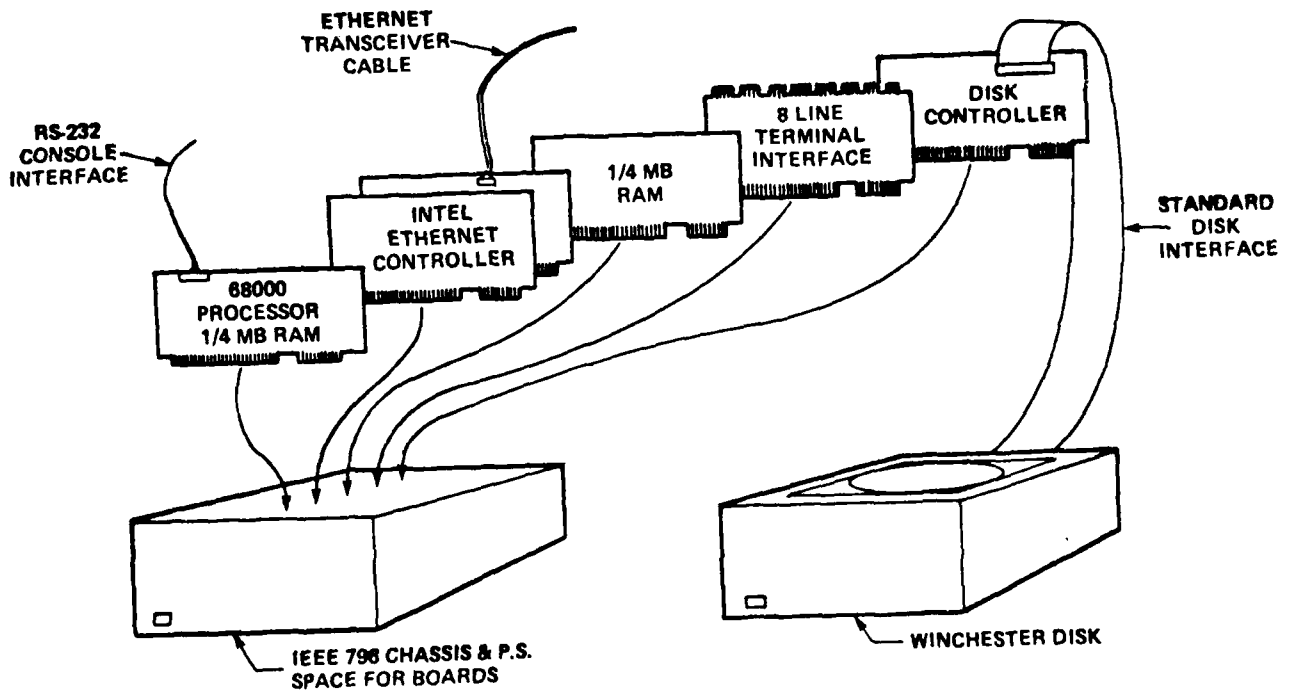 ETHERNET
TRANSCEIVER
CABLE
RS-232
CONSOLE
INTERFACE
DISK
CONTROLLER
8 LINE
TERMINAL
INTERFACE
1/4 MB
RAM
INTEL
ETHERNET
CONTROLLER
68000
PROCESSOR
1/4 MB RAM
STANDARD
DISK
INTERFACE
IEEE 796 CHASSIS & P.S.
SPACE FOR BOARDS
WINCHESTER DISK